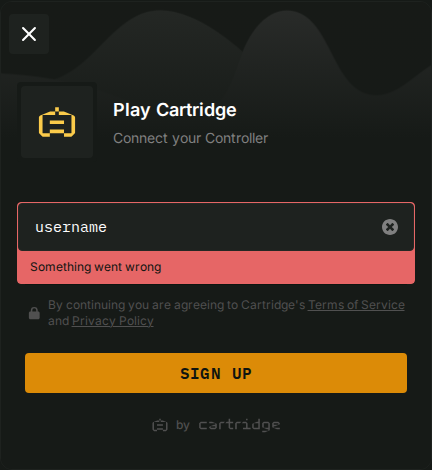 Play Cartridge
Connect your Controller
username
Something went wrong
By continuing you are agreeing to Cartridge's Terms of Service
and Privacy Policy
SIGN UP
by cartridge